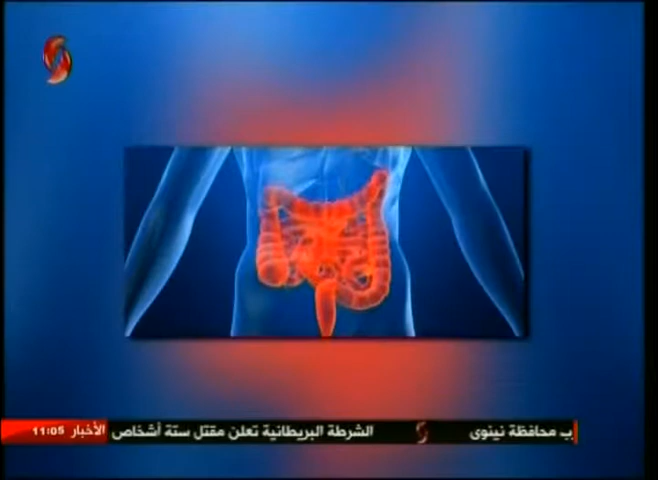 ب محافظة نينوى الشرطة البريطانية تعلن مقتل ستة أشخاص
الأخبار 11:05